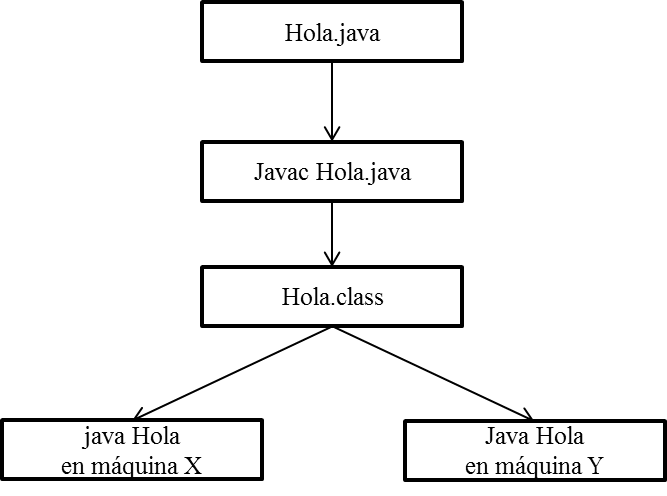 Hola.java
Javac Hola.java
Hola.class
java Hola
en máquina X
Java Hola
en máquina Y